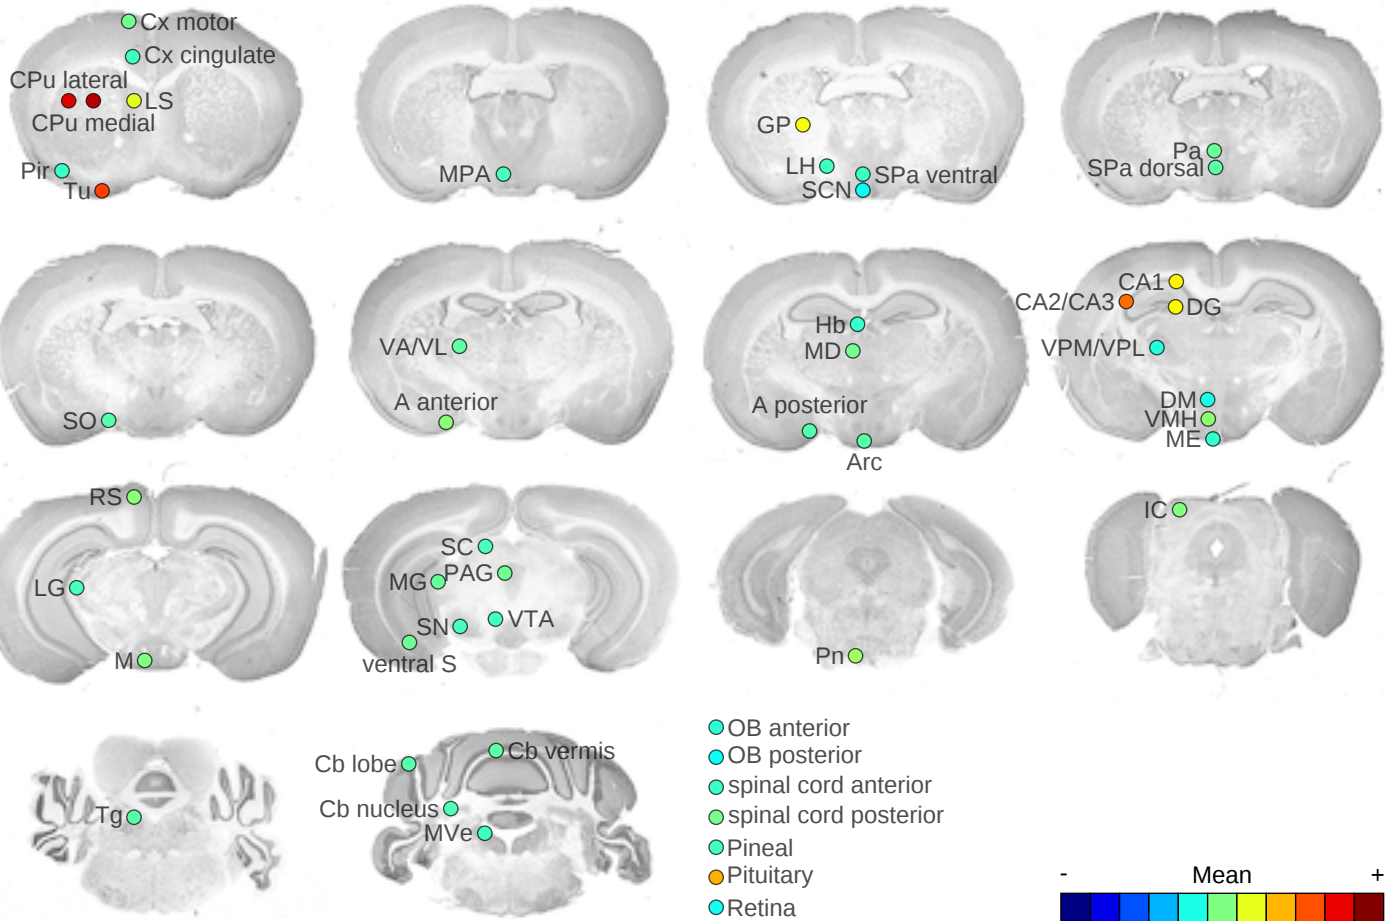 Cx motor
Cx cingulate
CPu lateral
LS
CPu medial
Pir
Tu
MPA
GP
LH
SPa ventral
SCN
Pa
SPa dorsal
SO
VA/VL
A anterior
Hb
MD
A posterior
Arc
CA1
CA2/CA3
DG
VPM/VPL
DM
VMH
ME
RS
LG
M
SC
MG
PAG
SN
VTA
ventral S
Pn
IC
Tg
Cb vermis
Cb lobe
Cb nucleus
MVe
OB anterior
OB posterior
spinal cord anterior
spinal cord posterior
Pineal
Pituitary
Retina
- Mean +